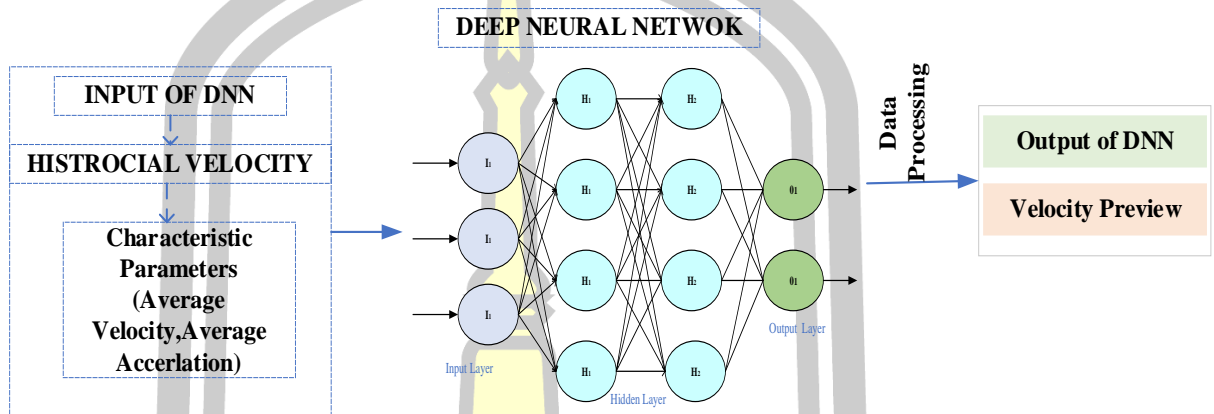 DEEP NEURAL NETWOK
INPUT OF DNN
HISTROCIAL VELOCITY
Characteristic
Parameters
(Average
Velocity,Average
Accerlation)
I₁
I₁
I₁
Input Layer
H₁
H₁
H₁
H₁
H₂
H₂
H₂
H₂
Hidden Layer
01
01
Output Layer
Data
Processing
Output of DNN
Velocity Preview